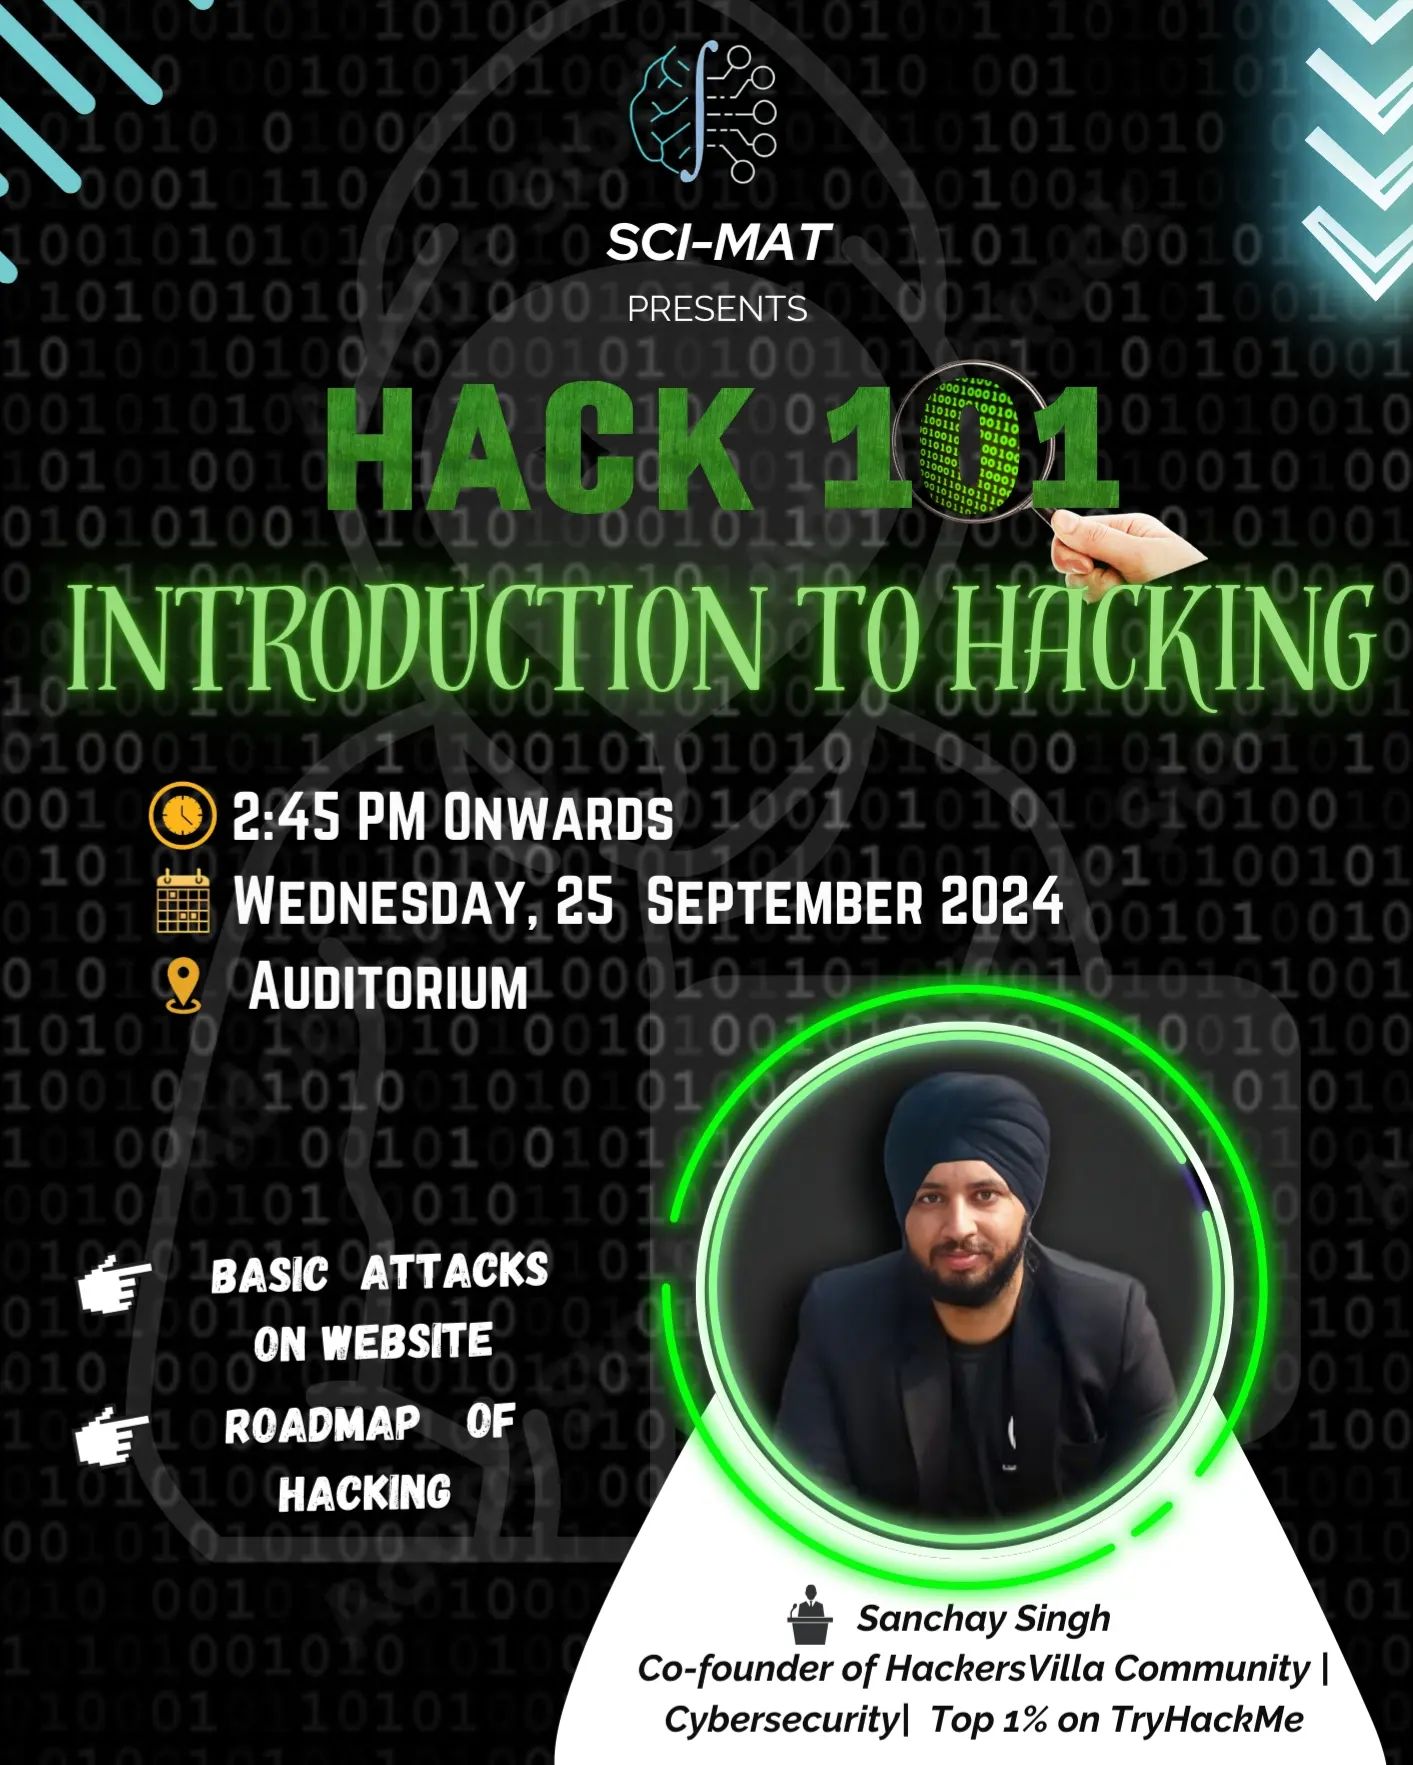 SCI-MAT
PRESENTS
HACK 101
INTRODUCTION TO HACKING
2:45 PM ONWARDS
WEDNESDAY, 25 SEPTEMBER 2024
AUDITORIUM
BASIC ATTACKS
ON WEBSITE
ROADMAP OF
HACKING
Sanchay Singh
Co-founder of HackersVilla Community |
Cybersecurity| Top 1% on TryHackMe